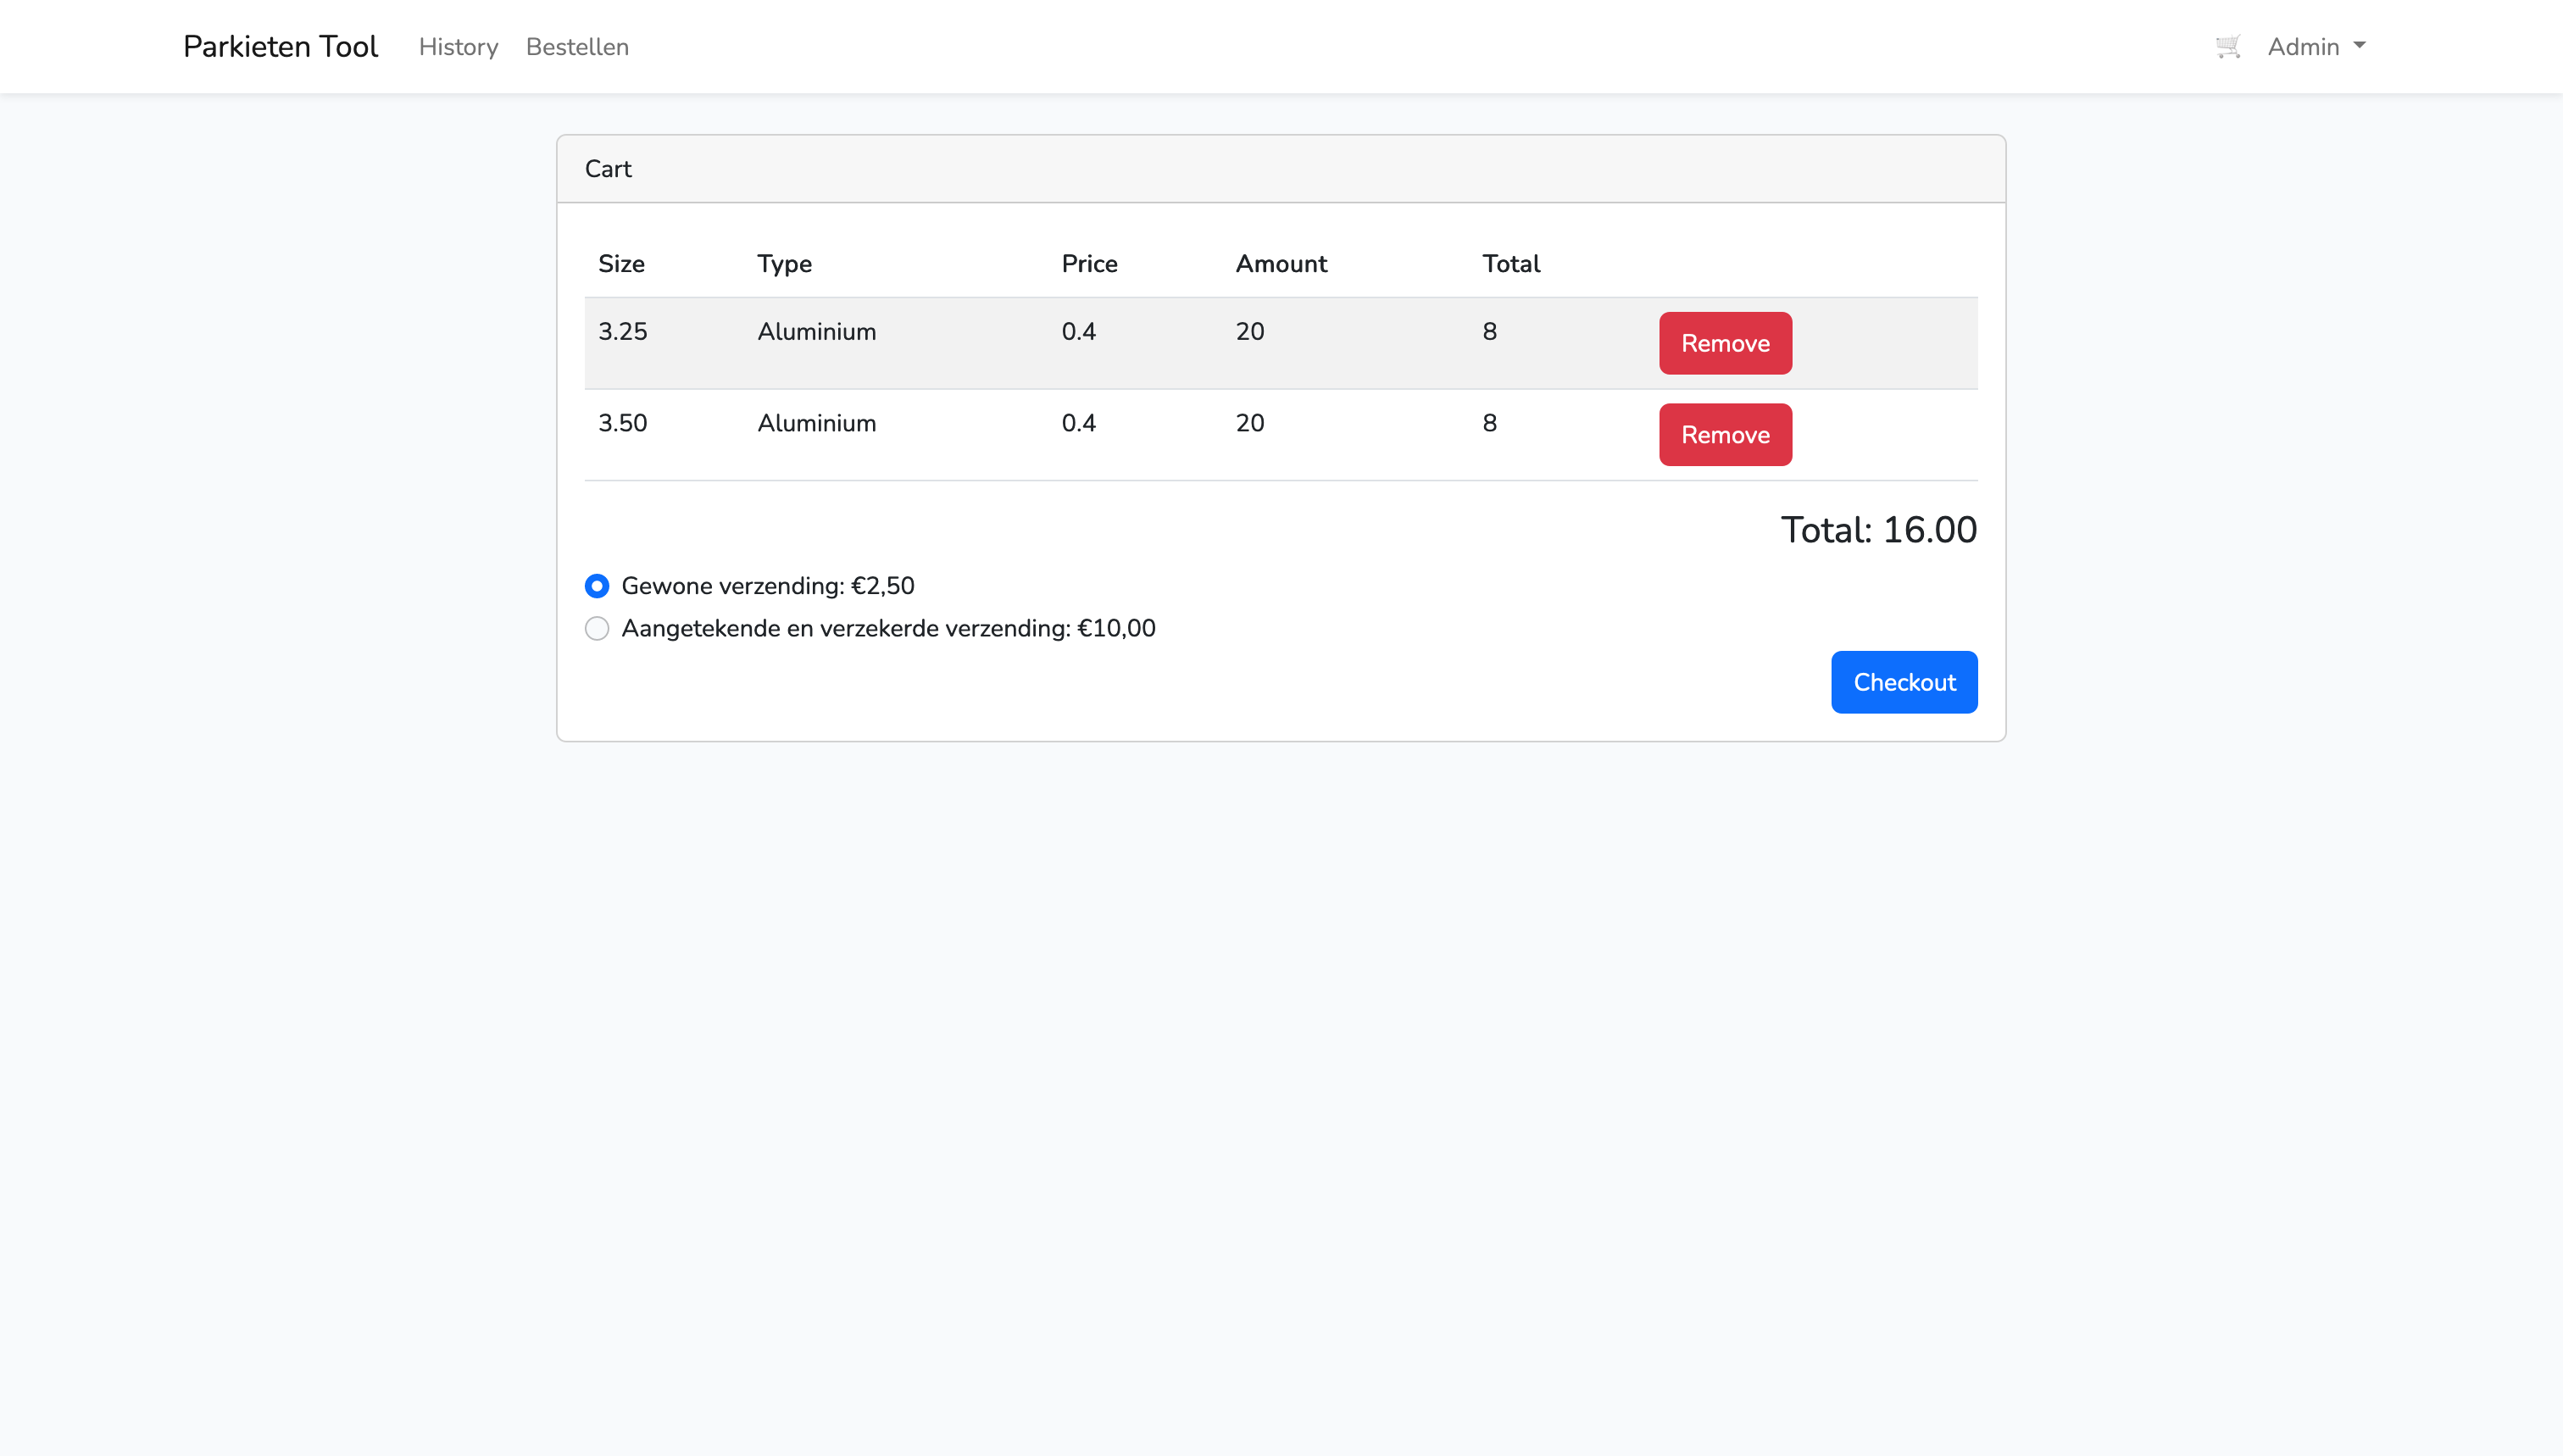 Parkieten Tool History Bestellen Admin
Cart
Size Type Price Amount Total
3.25 Aluminium 0.4 20 8 Remove
3.50 Aluminium 0.4 20 8 Remove
Total: 16.00
Gewone verzending: €2,50
Aangetekende en verzekerde verzending: €10,00
Checkout